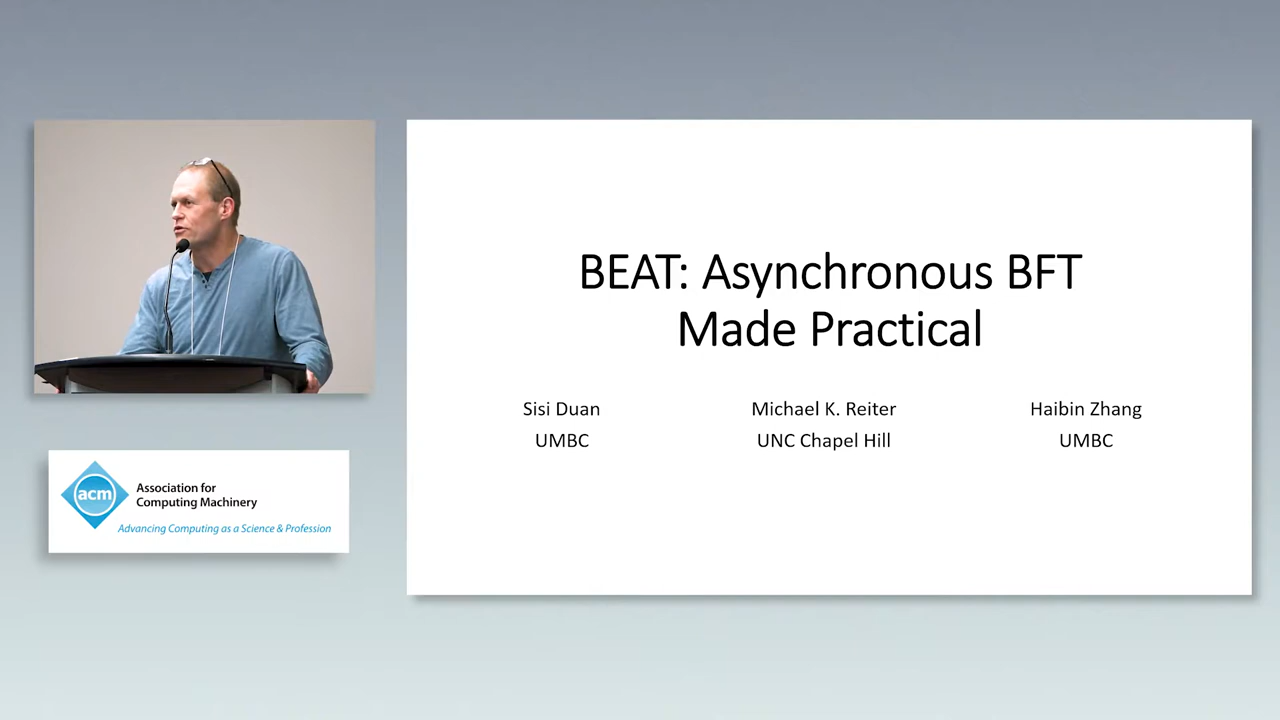 BEAT: Asynchronous BFT
Made Practical
Sisi Duan
UMBC
Michael K. Reiter
UNC Chapel Hill
Haibin Zhang
UMBC
acm
Association for
Computing Machinery
Advancing Computing as a Science & Profession